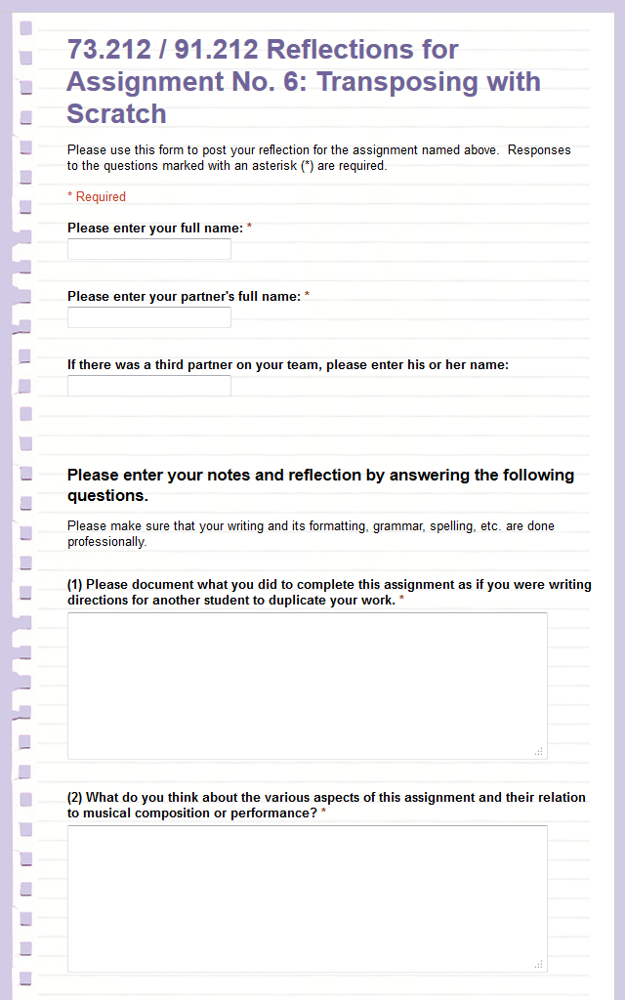 73.212 / 91.212 Reflections for
Assignment No. 6: Transposing with
Scratch
Please use this form to post your reflection for the assignment named above.  Responses
to the questions marked with an asterisk (*) are required.
* Required
Please enter your full name: *
Please enter your partner's full name: *
If there was a third partner on your team, please enter his or her name:
Please enter your notes and reflection by answering the following
questions.
Please make sure that your writing and its formatting, grammar, spelling, etc. are done
professionally.
(1) Please document what you did to complete this assignment as if you were writing
directions for another student to duplicate your work. *
(2) What do you think about the various aspects of this assignment and their relation
to musical composition or performance? *